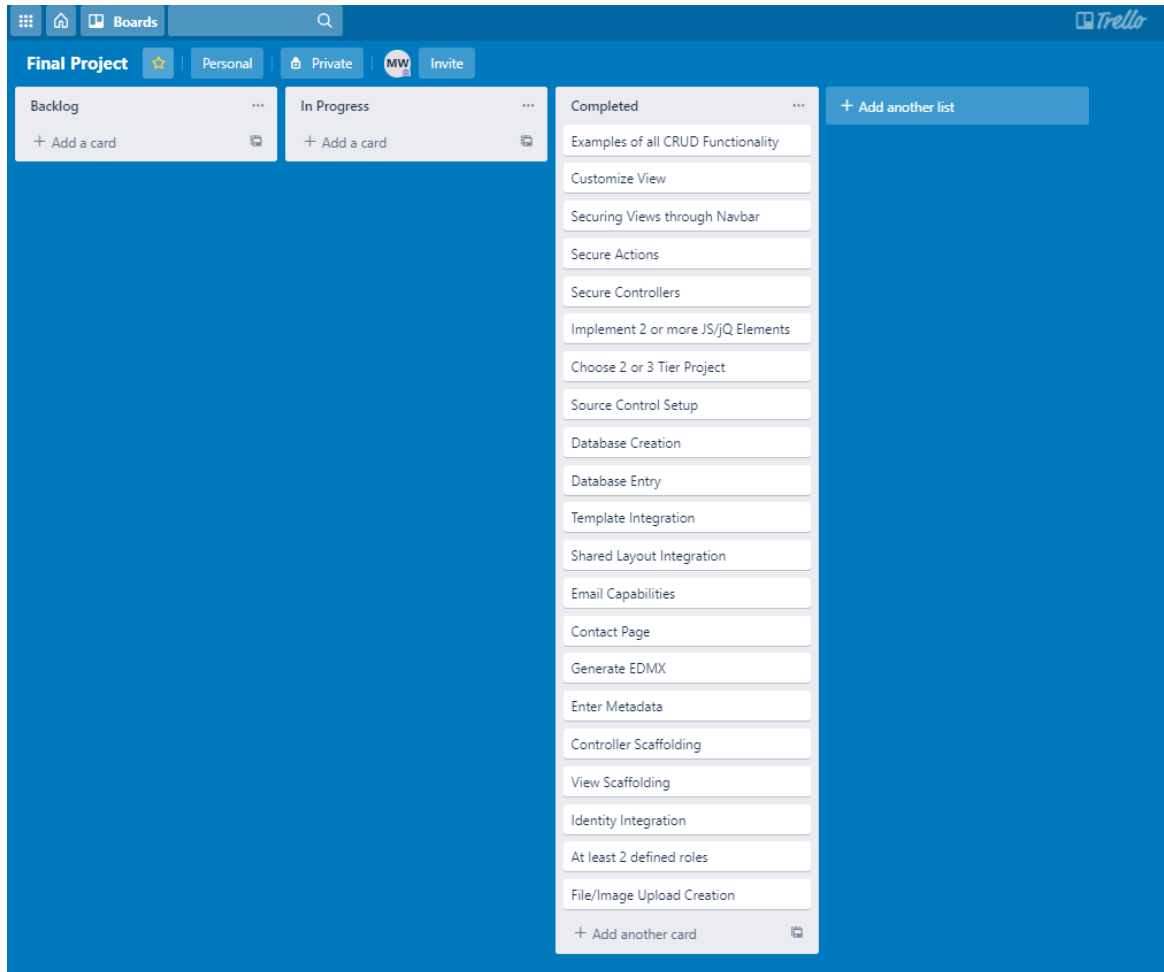 Boards
Trello
Final Project
Personal
Private
MW
Invite
Backlog
+ Add a card
In Progress
+ Add a card
Completed
Examples of all CRUD Functionality
Customize View
Securing Views through Navbar
Secure Actions
Secure Controllers
Implement 2 or more JS/jQ Elements
Choose 2 or 3 Tier Project
Source Control Setup
Database Creation
Database Entry
Template Integration
Shared Layout Integration
Email Capabilities
Contact Page
Generate EDMX
Enter Metadata
Controller Scaffolding
View Scaffolding
Identity Integration
At least 2 defined roles
File/Image Upload Creation
+ Add another card
+ Add another list